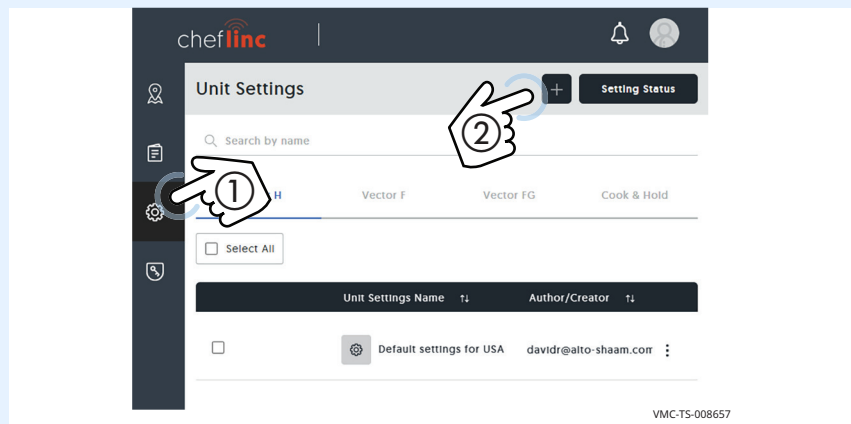 cheflinc
Unit Settings
+ Setting Status
2
Search by name
1
H Vector F Vector FG Cook & Hold
Select All
Unit Settings Name ↑↓ Author/Creator ↑↓
Default settings for USA davidr@alto-shaam.com
VMC-TS-008657